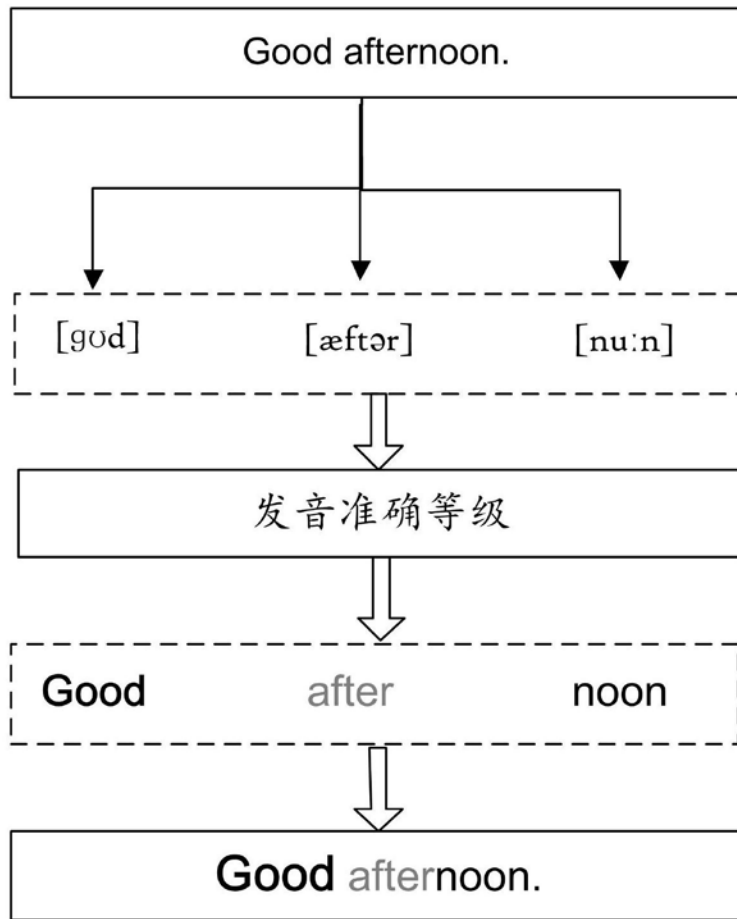 Good afternoon.
[gʊd] [æftər] [nuːn]
发音准确等级
Good after noon
Good afternoon.